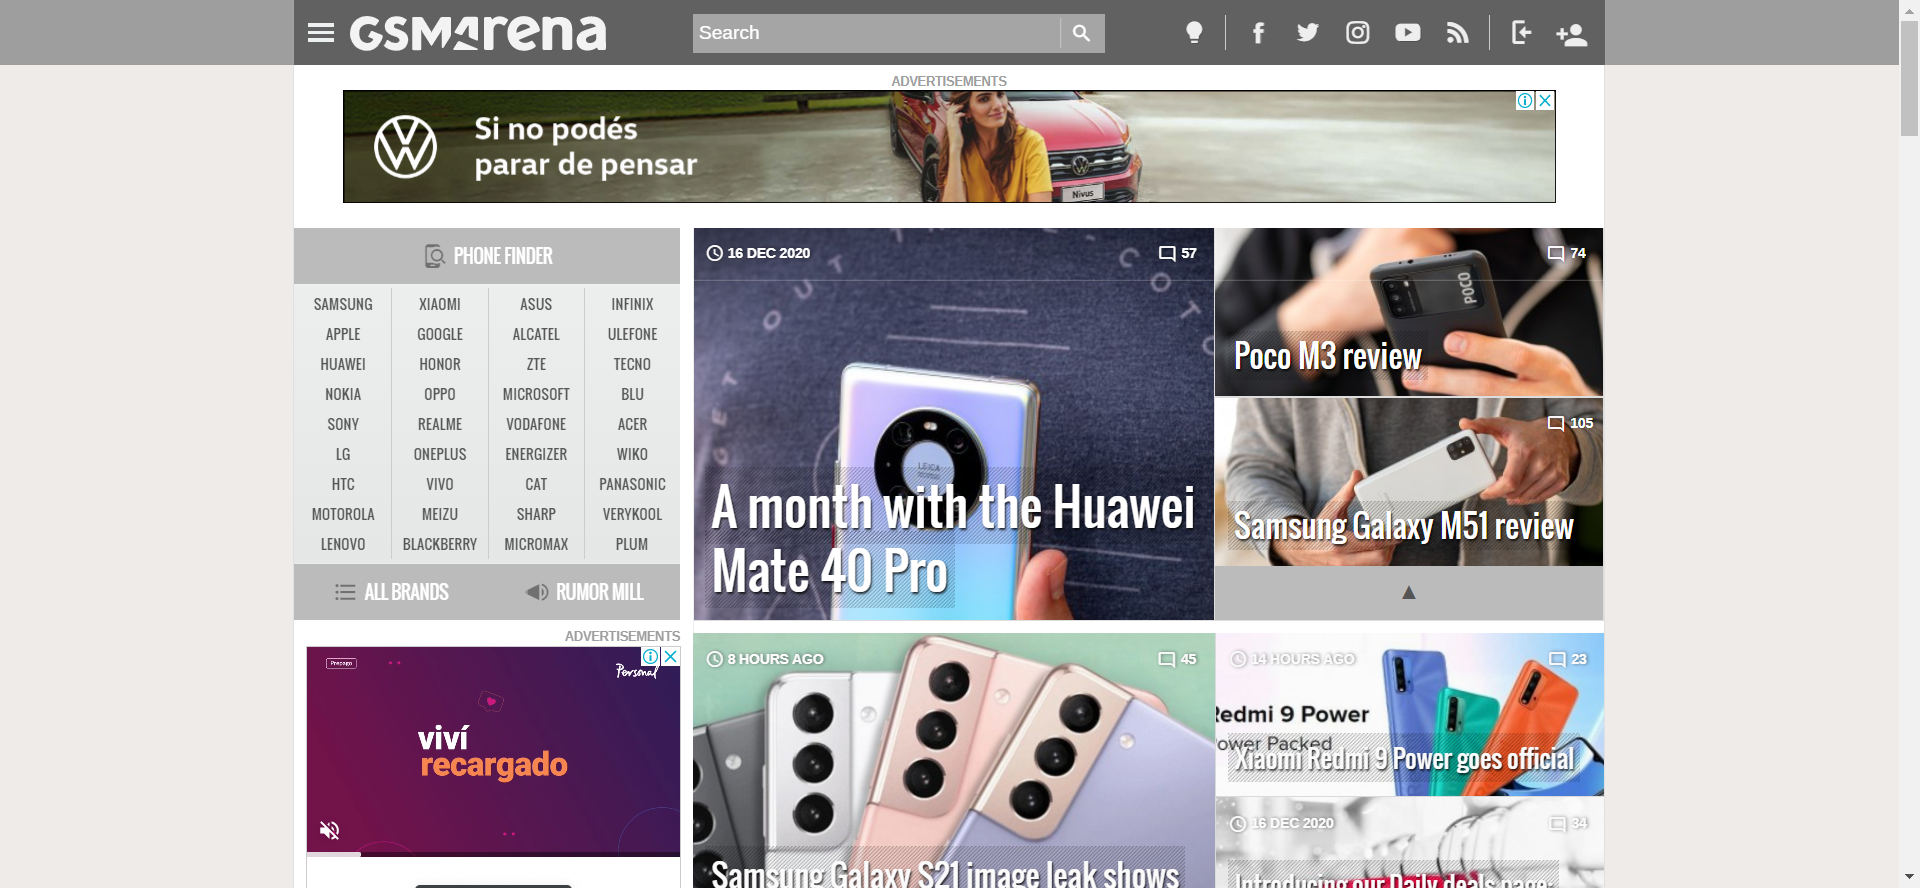 GSMArena
Search
ADVERTISEMENTS
Si no podés
parar de pensar
Nivus
PHONE FINDER
SAMSUNG XIAOMI ASUS INFINIX
APPLE GOOGLE ALCATEL ULEFONE
HUAWEI HONOR ZTE TECNO
NOKIA OPPO MICROSOFT BLU
SONY REALME VODAFONE ACER
LG ONEPLUS ENERGIZER WIKO
HTC VIVO CAT PANASONIC
MOTOROLA MEIZU SHARP VERYKOOL
LENOVO BLACKBERRY MICROMAX PLUM
ALL BRANDS RUMOR MILL
16 DEC 2020 57
LEICA
A month with the Huawei
Mate 40 Pro
74
POCO
Poco M3 review
105
Samsung Galaxy M51 review
ADVERTISEMENTS
Prepago
Personal
viví
recargado
8 HOURS AGO 45
Samsung Galaxy S21 image leak shows
14 HOURS AGO 23
Redmi 9 Power
ower Packed
Xiaomi Redmi 9 Power goes official
16 DEC 2020 34
Introducing our Daily deals page: